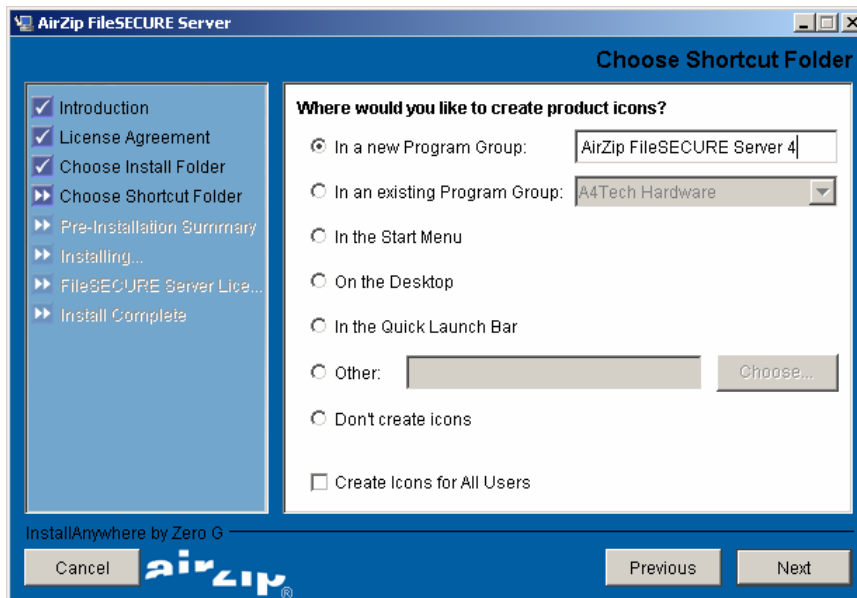 AirZip FileSECURE Server
Choose Shortcut Folder
Introduction
License Agreement
Choose Install Folder
Choose Shortcut Folder
Pre-Installation Summary
Installing...
FileSECURE Server Lice...
Install Complete
Where would you like to create product icons?
In a new Program Group: AirZip FileSECURE Server 4
In an existing Program Group: A4Tech Hardware
In the Start Menu
On the Desktop
In the Quick Launch Bar
Other: Choose...
Don't create icons
Create Icons for All Users
InstallAnywhere by Zero G
Cancel airzip® Previous Next